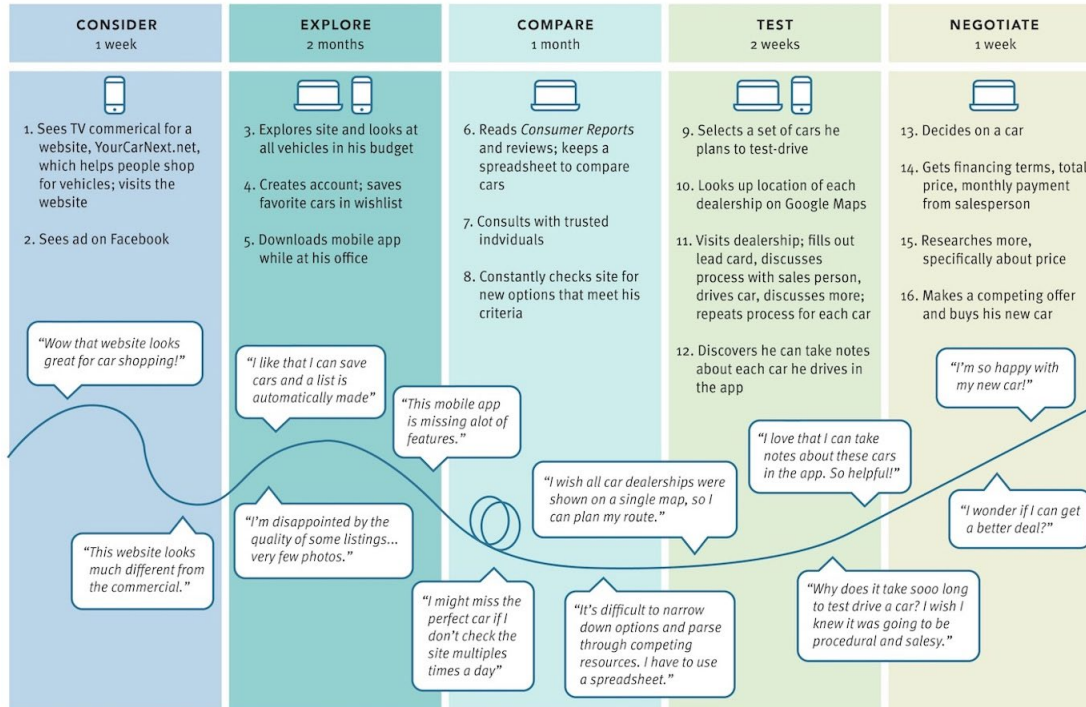 CONSIDER
1 week
EXPLORE
2 months
COMPARE
1 month
TEST
2 weeks
NEGOTIATE
1 week
1. Sees TV commerical for a
website, YourCarNext.net,
which helps people shop
for vehicles; visits the
website
2. Sees ad on Facebook
3. Explores site and looks at
all vehicles in his budget
4. Creates account; saves
favorite cars in wishlist
5. Downloads mobile app
while at his office
6. Reads Consumer Reports
and reviews; keeps a
spreadsheet to compare
cars
7. Consults with trusted
indviduals
8. Constantly checks site for
new options that meet his
criteria
9. Selects a set of cars he
plans to test-drive
10. Looks up location of each
dealership on Google Maps
11. Visits dealership; fills out
lead card, discusses
process with sales person,
drives car, discusses more;
repeats process for each car
12. Discovers he can take notes
about each car he drives in
the app
13. Decides on a car
14. Gets financing terms, total
price, monthly payment
from salesperson
15. Researches more,
specifically about price
16. Makes a competing offer
and buys his new car
“Wow that website looks
great for car shopping!”
“This website looks
much different from
the commercial.”
“I like that I can save
cars and a list is
automatically made”
“I’m disappointed by the
quality of some listings...
very few photos.”
“This mobile app
is missing alot of
features.”
“I might miss the
perfect car if I
don’t check the
site multiples
times a day”
“I wish all car dealerships were
shown on a single map, so I
can plan my route.”
“It’s difficult to narrow
down options and parse
through competing
resources. I have to use
a spreadsheet.”
“I love that I can take
notes about these cars
in the app. So helpful!”
“Why does it take sooo long
to test drive a car? I wish I
knew it was going to be
procedural and salesy.”
“I’m so happy with
my new car!”
“I wonder if I can get
a better deal?”